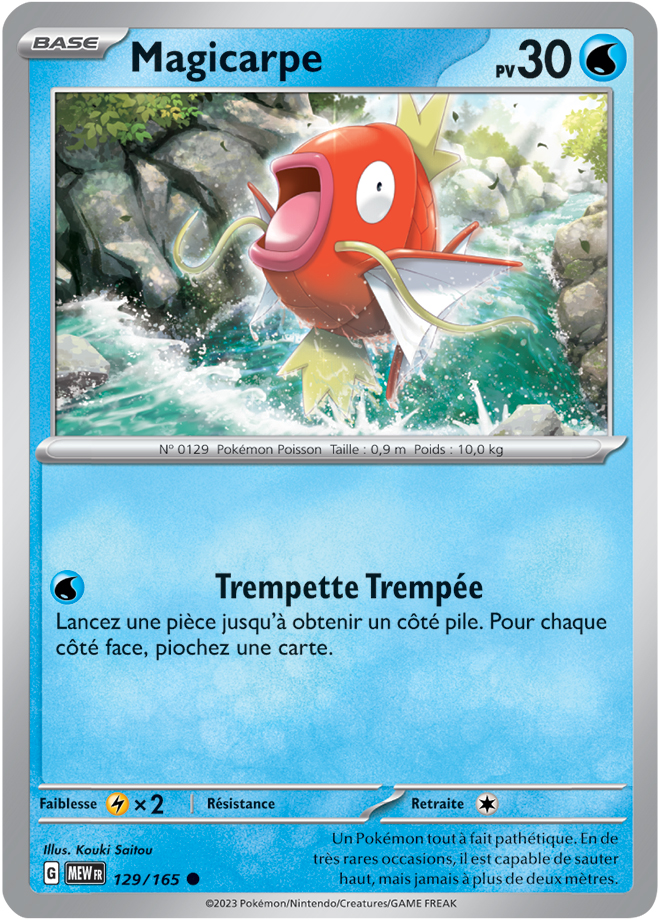 BASE
Magicarpe
PV 30
Nº 0129 Pokémon Poisson Taille : 0,9 m Poids : 10,0 kg
Trempette Trempée
Lancez une pièce jusqu'à obtenir un côté pile. Pour chaque
côté face, piochez une carte.
Faiblesse ×2 Résistance Retraite
Illus. Kouki Saitou
G MEW FR 129/165
Un Pokémon tout à fait pathétique. En de
très rares occasions, il est capable de sauter
haut, mais jamais à plus de deux mètres.
©2023 Pokémon/Nintendo/Creatures/GAME FREAK